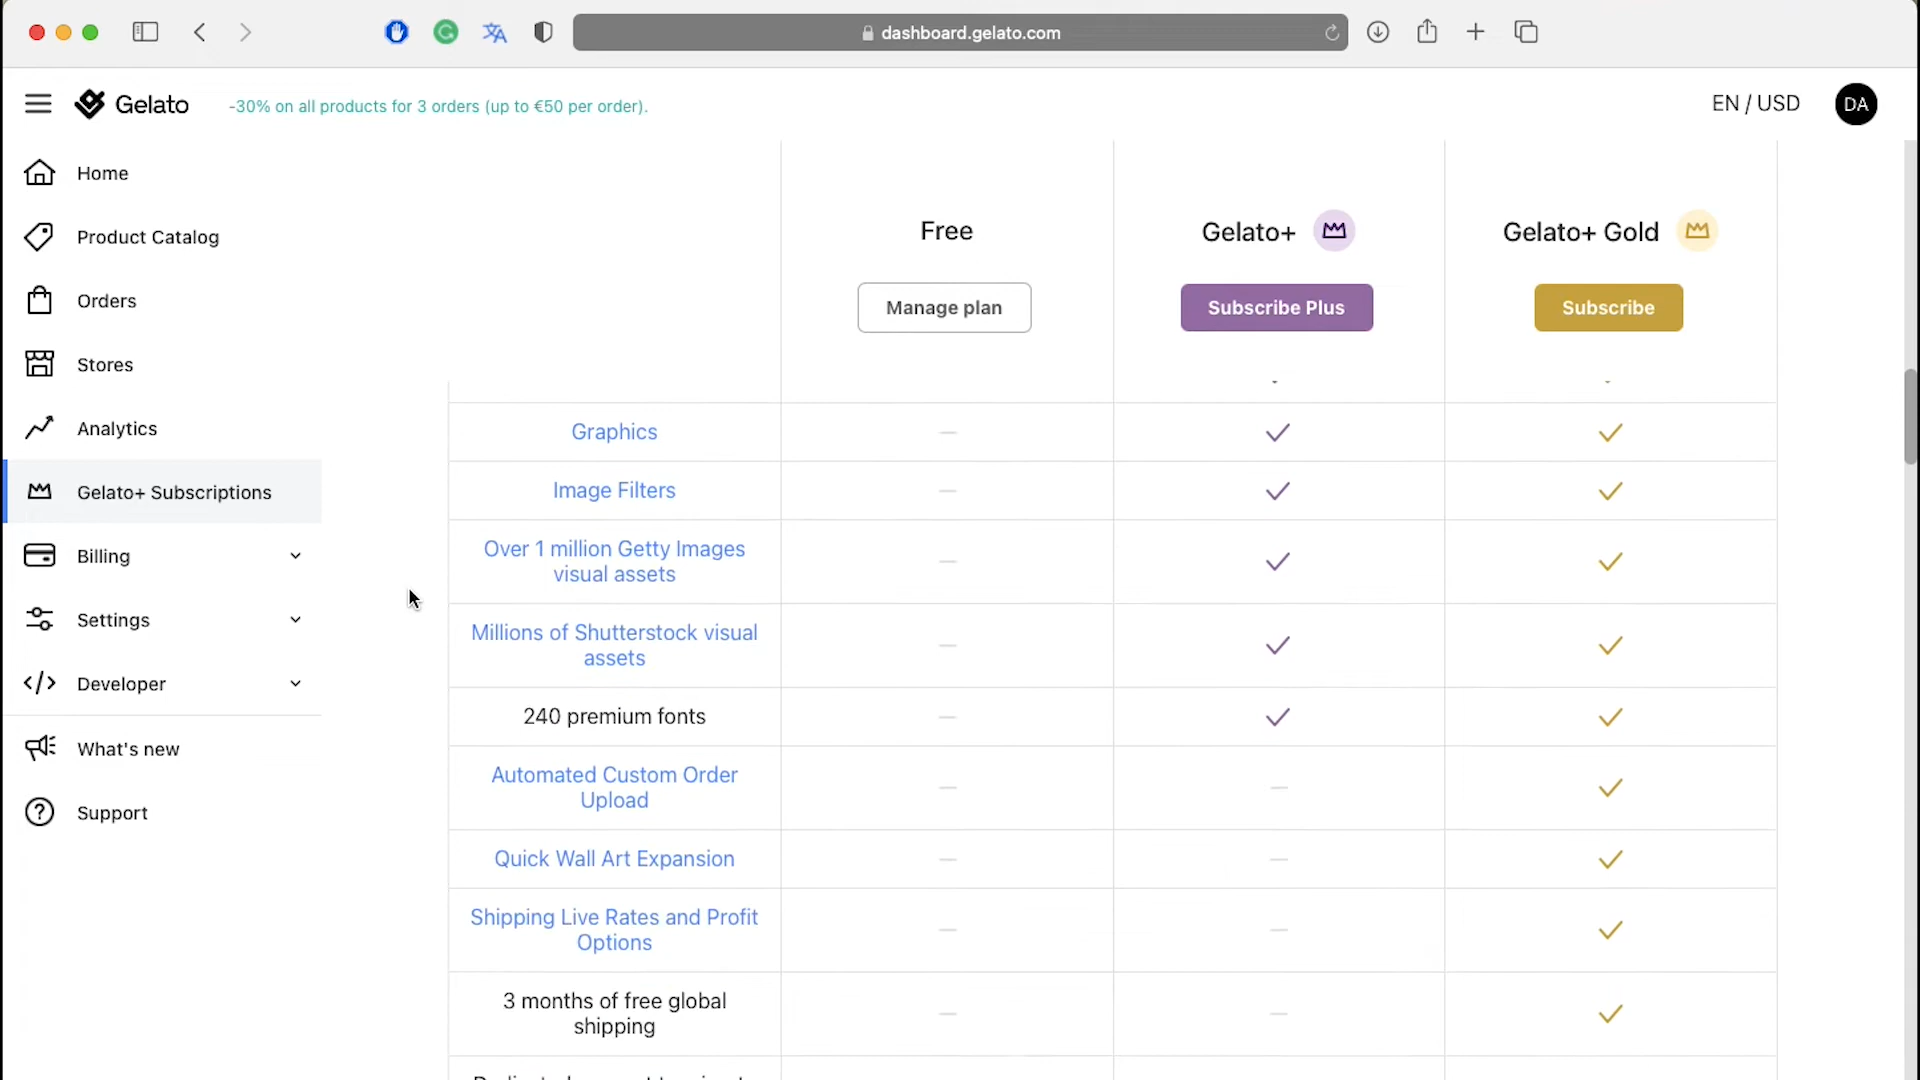 dashboard.gelato.com
Gelato
-30% on all products for 3 orders (up to €50 per order).
EN / USD
DA
Home
Product Catalog
Orders
Stores
Analytics
Gelato+ Subscriptions
Billing
Settings
Developer
What's new
Support
Free
Gelato+
Gelato+ Gold
Manage plan
Subscribe Plus
Subscribe
Graphics
Image Filters
Over 1 million Getty Images
visual assets
Millions of Shutterstock visual
assets
240 premium fonts
Automated Custom Order
Upload
Quick Wall Art Expansion
Shipping Live Rates and Profit
Options
3 months of free global
shipping